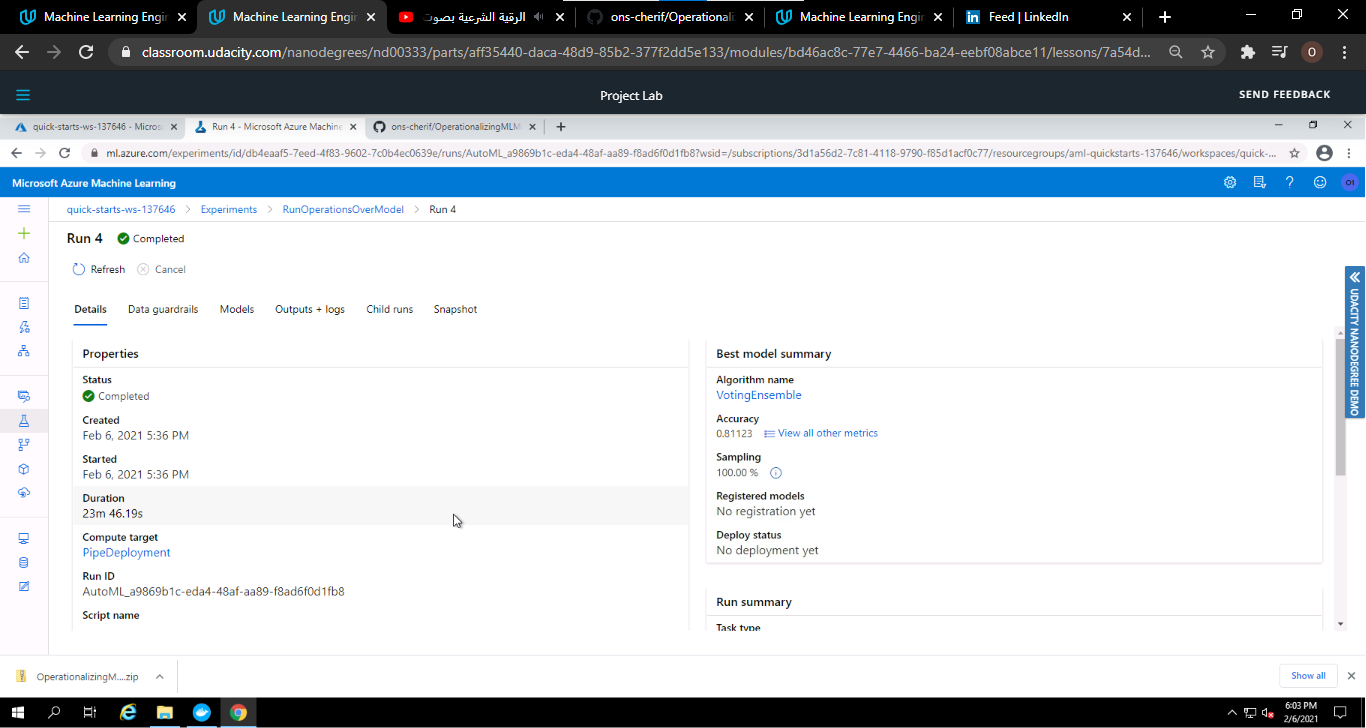 Machine Learning Engin
Machine Learning Engin
الرقية الشرعية بصوت
ons-cherif/Operationali
Machine Learning Engin
in Feed | LinkedIn
classroom.udacity.com/nanodegrees/nd00333/parts/aff35440-daca-48d9-85b2-377f2dd5e133/modules/bd46ac8c-77e7-4466-ba24-eebf08abce11/lessons/7a54d...
O
Project Lab
SEND FEEDBACK
quick-starts-ws-137646 - Micros
Run 4 - Microsoft Azure Machine
ons-cherif/OperationalizingMLM
ml.azure.com/experiments/id/db4eaaf5-7eed-4f83-9602-7c0b4ec0639e/runs/AutoML_a9869b1c-eda4-48af-aa89-f8ad6f0d1fb8?wsid=/subscriptions/3d1a56d2-7c81-4118-9790-f85d1acf0c77/resourcegroups/aml-quickstarts-137646/workspaces/quick-...
Microsoft Azure Machine Learning
quick-starts-ws-137646 > Experiments > RunOperationsOverModel > Run 4
Run 4 Completed
Refresh Cancel
Details Data guardrails Models Outputs + logs Child runs Snapshot
Properties
Status
Completed
Created
Feb 6, 2021 5:36 PM
Started
Feb 6, 2021 5:36 PM
Duration
23m 46.19s
Compute target
PipeDeployment
Run ID
AutoML_a9869b1c-eda4-48af-aa89-f8ad6f0d1fb8
Script name
Best model summary
Algorithm name
VotingEnsemble
Accuracy
0.81123 View all other metrics
Sampling
100.00 %
Registered models
No registration yet
Deploy status
No deployment yet
Run summary
Task type
UDACITY NANODEGREE DEMO
OperationalizingM....zip
Show all
6:03 PM
2/6/2021